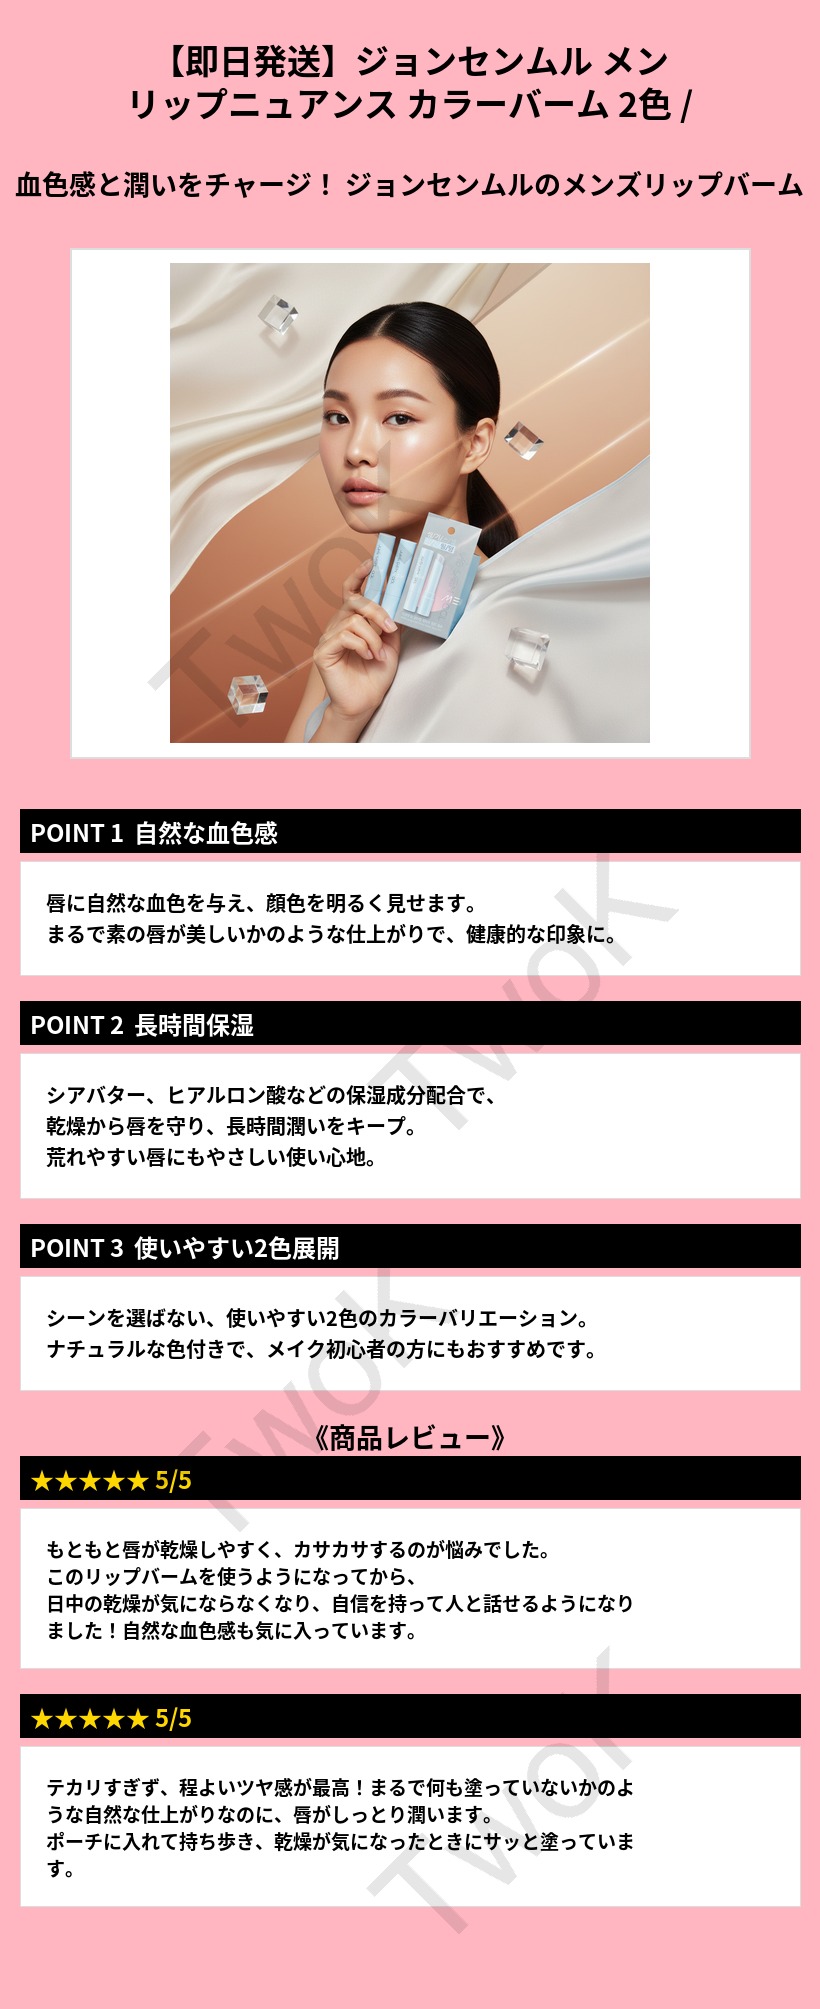 【即日発送】ジョンセンムル メン
リップニュアンス カラーバーム 2色 /
血色感と潤いをチャージ！ ジョンセンムルのメンズリップバーム
TwoK
POINT 1 自然な血色感
唇に自然な血色を与え、顔色を明るく見せます。
まるで素の唇が美しいかのような仕上がりで、健康的な印象に。
TwoK
POINT 2 長時間保湿
シアバター、ヒアルロン酸などの保湿成分配合で、
乾燥から唇を守り、長時間潤いをキープ。
荒れやすい唇にもやさしい使い心地。
POINT 3 使いやすい2色展開
シーンを選ばない、使いやすい2色のカラーバリエーション。
ナチュラルな色付きで、メイク初心者の方にもおすすめです。
TwoK
《商品レビュー》
★★★★★ 5/5
もともと唇が乾燥しやすく、カサカサするのが悩みでした。
このリップバームを使うようになってから、
日中の乾燥が気にならなくなり、自信を持って人と話せるようになり
ました！自然な血色感も気に入っています。
★★★★★ 5/5
テカリすぎず、程よいツヤ感が最高！まるで何も塗っていないかのよ
うな自然な仕上がりなのに、唇がしっとり潤います。
ポーチに入れて持ち歩き、乾燥が気になったときにサッと塗っていま
す。
TwoK